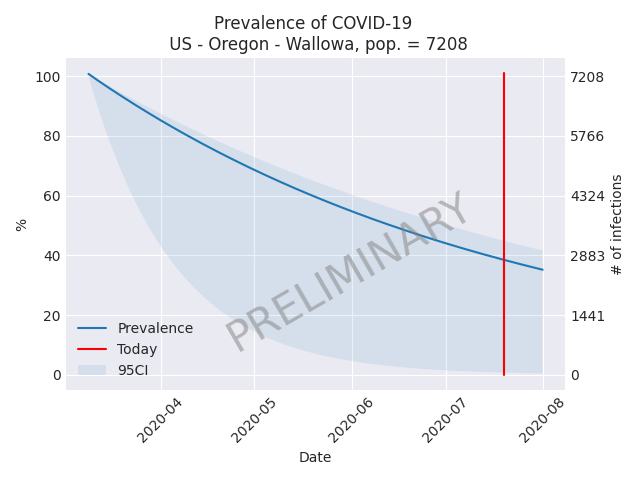 Prevalence of COVID-19
US - Oregon - Wallowa, pop. = 7208
100
80
60
40
20
0
%
7208
5766
4324
2883
1441
0
# of infections
PRELIMINARY
Prevalence
Today
95CI
2020-04
2020-05
2020-06
2020-07
2020-08
Date